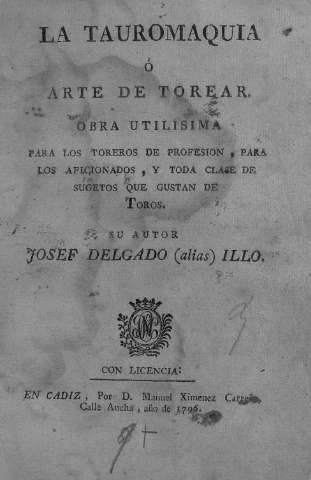 LA TAUROMAQUIA
Ó
ARTE DE TOREAR.
OBRA UTILÍSIMA
PARA LOS TOREROS DE PROFESION, PARA
LOS AFICIONADOS, Y TODA CLASE DE
SUGETOS QUE GUSTAN DE
TOROS.
SU AUTOR
JOSEF DELGADO (alias) ILLO.
CON LICENCIA:
EN CADIZ, Por D. Manuel Ximenez Carreño
Calle Ancha, año de 1796.